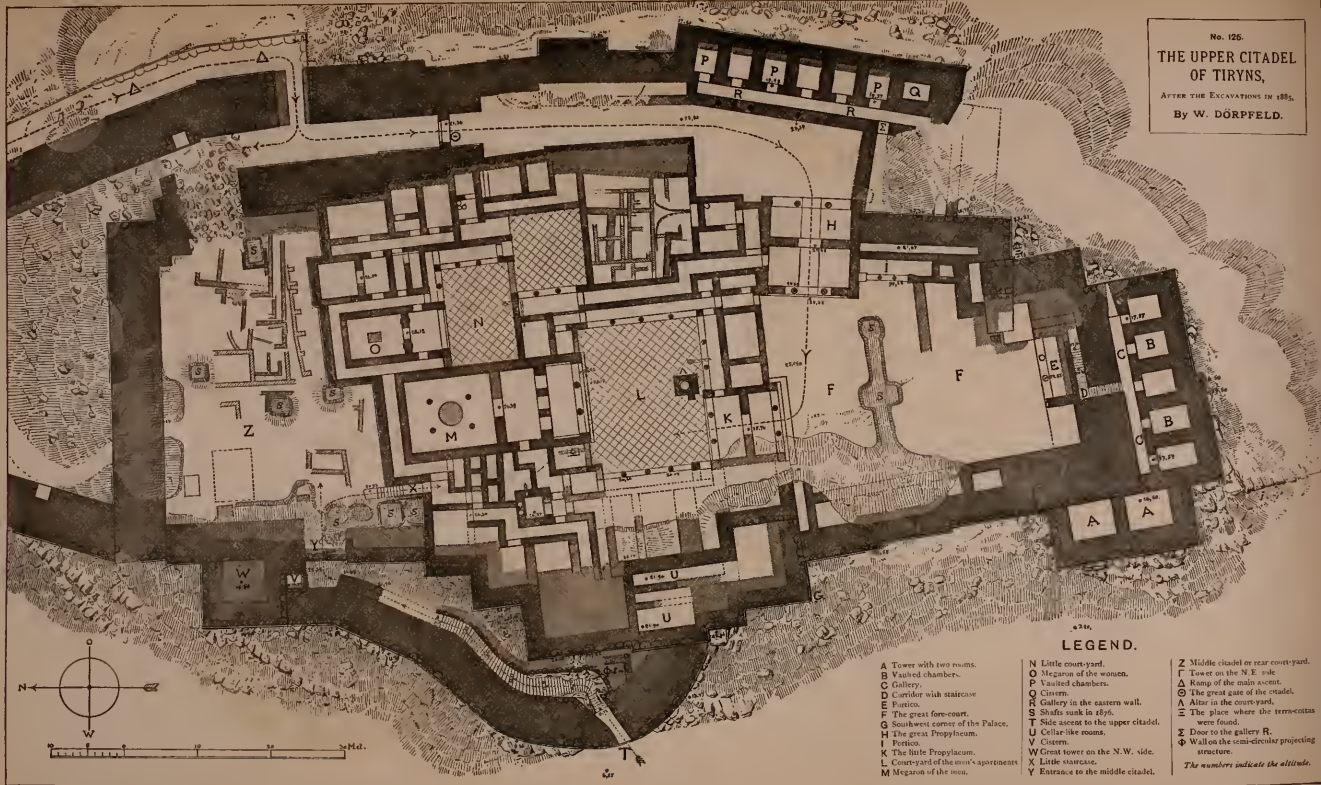 No. 125.
THE UPPER CITADEL
OF TIRYNS,
AFTER THE EXCAVATIONS IN 1885,
By W. DÖRPFELD.
P
P
P
Q
R
R
Σ
Δ
Δ
Θ
H
I
S
N
O
L
M
K
F
F
E
D
C
C
B
B
A
A
S
S
S
S
S
S
S
S
Z
X
Y
W
V
U
U
G
T
N
O
W
LEGEND.
A Tower with two rooms.
B Vaulted chambers.
C Gallery.
D Corridor with staircase
E Portico.
F The great fore-court.
G Southwest corner of the Palace.
H The great Propylaeum.
I Portico.
K The little Propylaeum.
L Court-yard of the men's apartments
M Megaron of the men.
N Little court-yard.
O Megaron of the women.
P Vaulted chambers.
Q Cistern.
R Gallery in the eastern wall.
S Shafts sunk in 1876.
T Side ascent to the upper citadel.
U Cellar-like rooms.
V Cistern.
W Great tower on the N.W. side.
X Little staircase.
Y Entrance to the middle citadel.
Z Middle citadel or rear court-yard.
Γ Tower on the N.E. side
Δ Ramp of the main ascent.
Θ The great gate of the citadel.
Λ Altar in the court-yard.
Ξ The place where the terra-cottas
were found.
Σ Door to the gallery R.
Φ Wall on the semi-circular projecting
structure.
The numbers indicate the altitude.